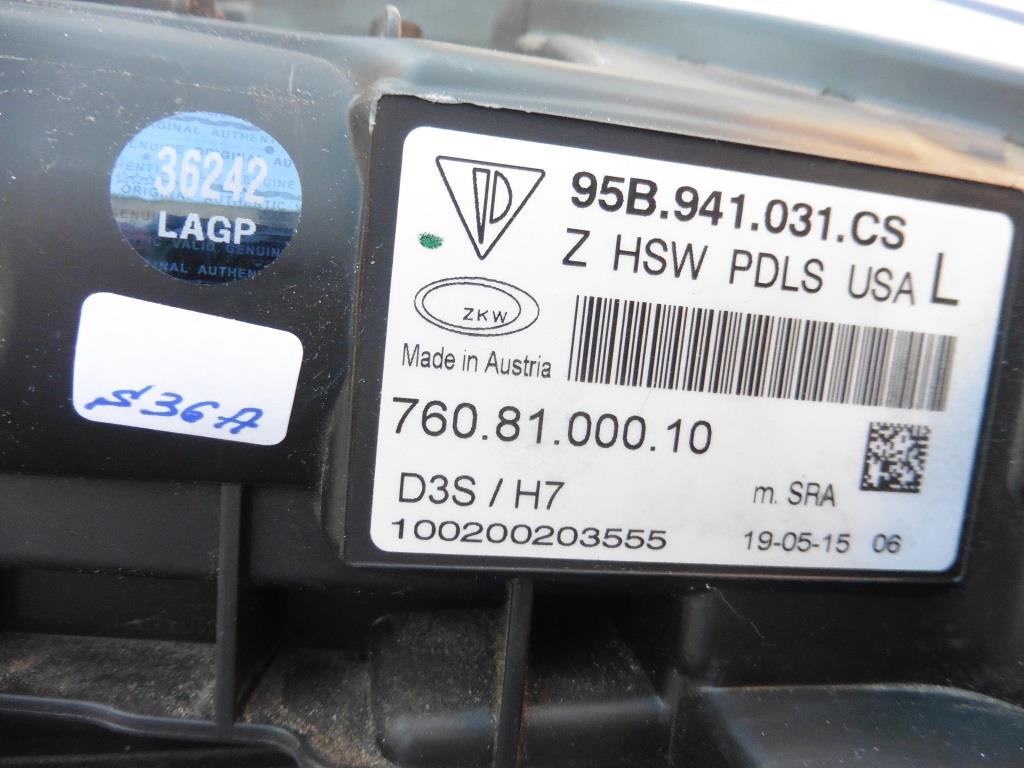 36242
LAGP
S36A
95B.941.031.CS
Z HSW PDLS USA L
ZKW
Made in Austria
760.81.000.10
D3S / H7
m. SRA
100200203555
19-05-15 06